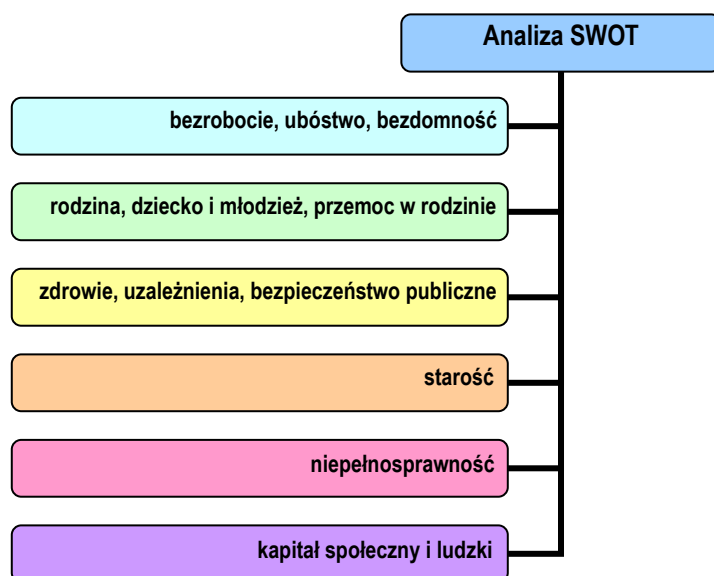 Analiza SWOT
bezrobocie, ubóstwo, bezdomność
rodzina, dziecko i młodzież, przemoc w rodzinie
zdrowie, uzależnienia, bezpieczeństwo publiczne
starość
niepełnosprawność
kapitał społeczny i ludzki